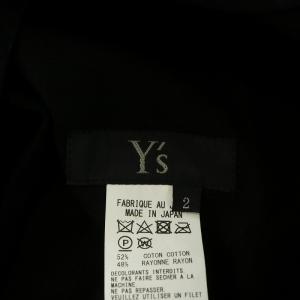 Y's
2
FABRIQUE AU J
MADE IN JAPAN
52% COTON COTTON
48% RAYONNE RAYON
DECOLORANTS INTERDITS.
NE PAS FAIRE SECHER A LA
MACHINE.
NE PAS REPASSER.
VEUILLEZ UTILISER UN FILET